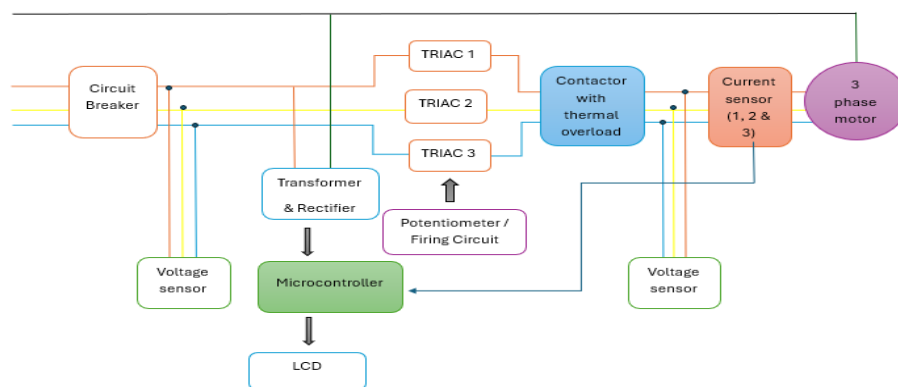 TRIAC 1
Circuit
Breaker
TRIAC 2
TRIAC 3
Contactor
with
thermal
overload
Current
sensor
(1, 2 &
3)
3
phase
motor
Transformer
& Rectifier
Potentiometer /
Firing Circuit
Voltage
sensor
Microcontroller
Voltage
sensor
LCD